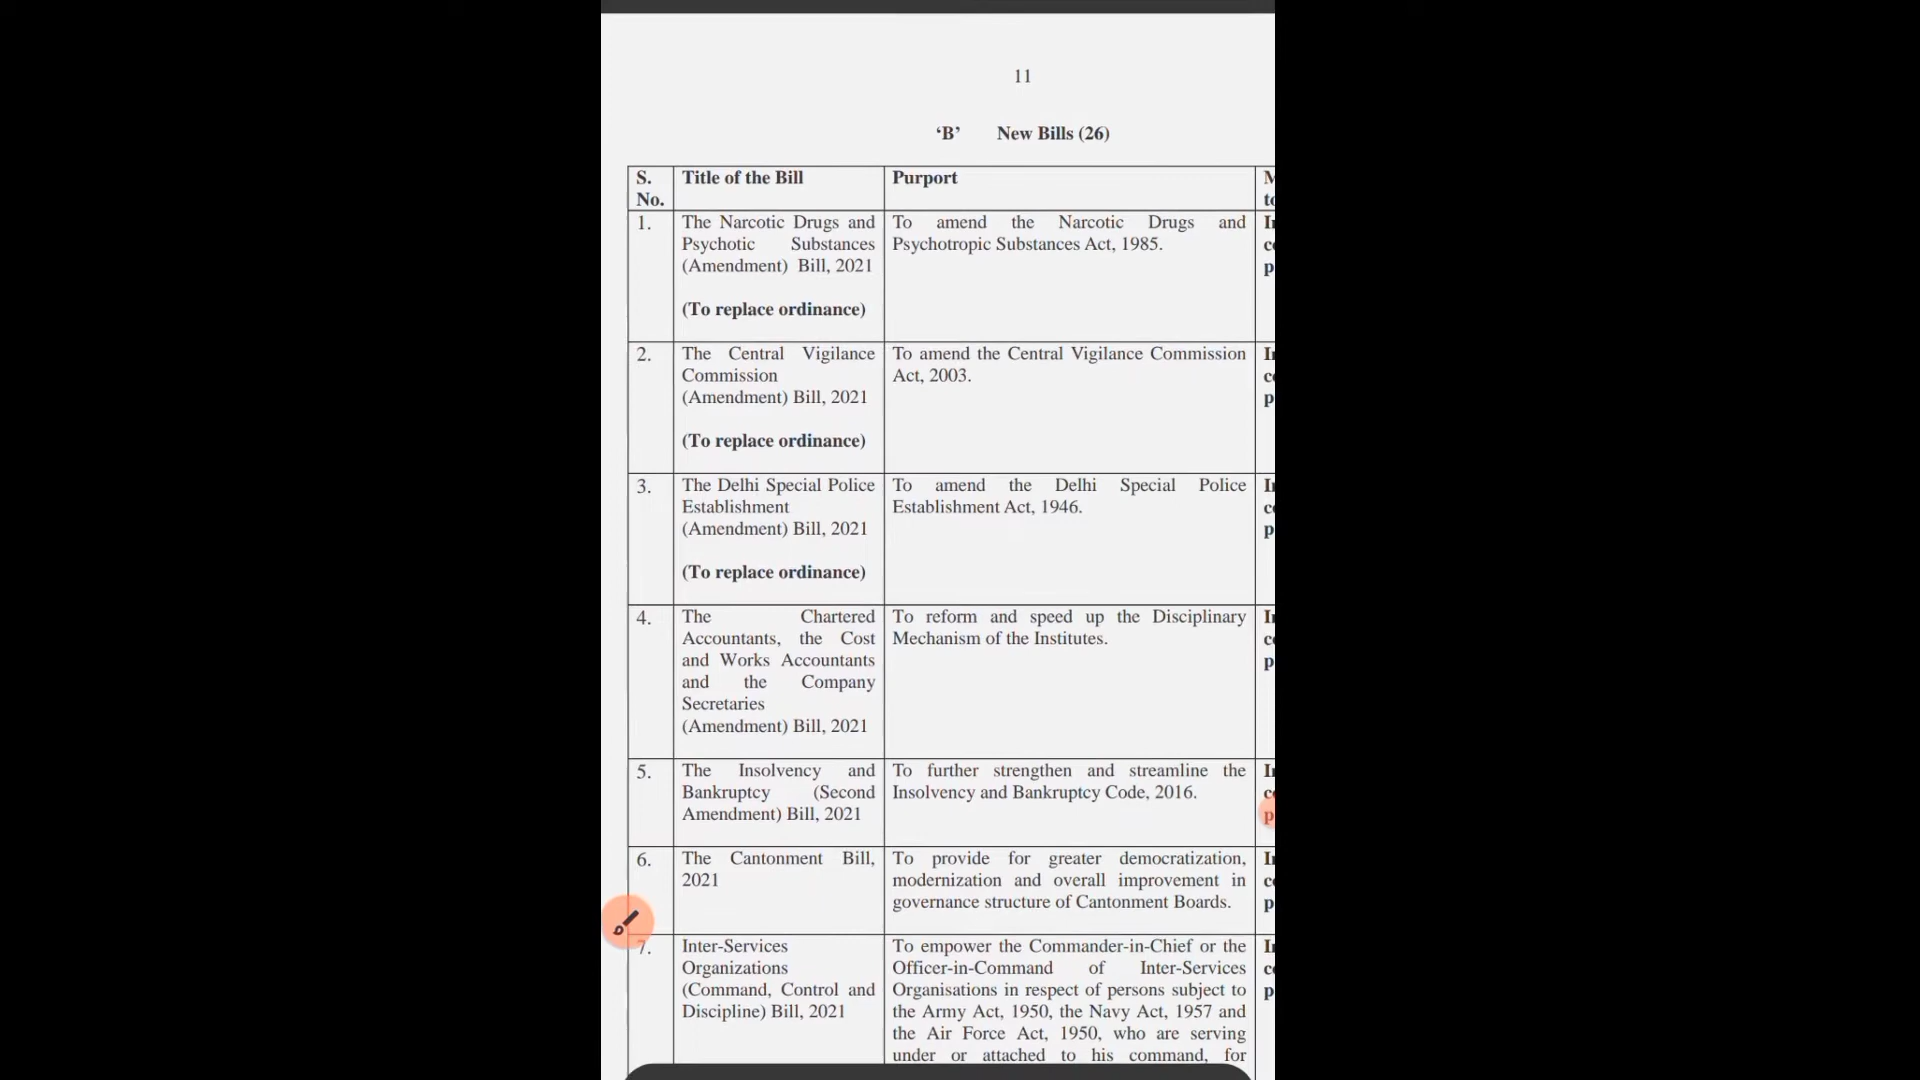 11
‘B’ New Bills (26)
S. No.
Title of the Bill
Purport
1.
The Narcotic Drugs and
Psychotic Substances
(Amendment) Bill, 2021
(To replace ordinance)
To amend the Narcotic Drugs and
Psychotropic Substances Act, 1985.
2.
The Central Vigilance
Commission
(Amendment) Bill, 2021
(To replace ordinance)
To amend the Central Vigilance Commission
Act, 2003.
3.
The Delhi Special Police
Establishment
(Amendment) Bill, 2021
(To replace ordinance)
To amend the Delhi Special Police
Establishment Act, 1946.
4.
The Chartered
Accountants, the Cost
and Works Accountants
and the Company
Secretaries
(Amendment) Bill, 2021
To reform and speed up the Disciplinary
Mechanism of the Institutes.
5.
The Insolvency and
Bankruptcy (Second
Amendment) Bill, 2021
To further strengthen and streamline the
Insolvency and Bankruptcy Code, 2016.
6.
The Cantonment Bill,
2021
To provide for greater democratization,
modernization and overall improvement in
governance structure of Cantonment Boards.
7.
Inter-Services
Organizations
(Command, Control and
Discipline) Bill, 2021
To empower the Commander-in-Chief or the
Officer-in-Command of Inter-Services
Organisations in respect of persons subject to
the Army Act, 1950, the Navy Act, 1957 and
the Air Force Act, 1950, who are serving
under or attached to his command, for